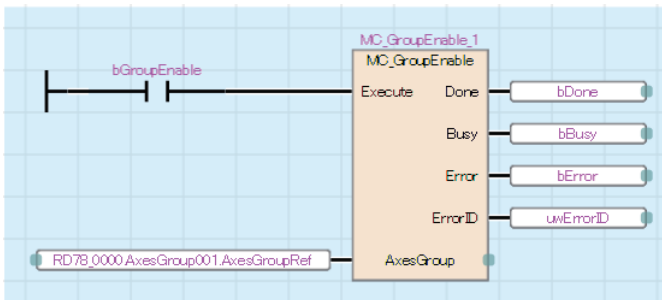 MC_GroupEnable_1
MC_GroupEnable
bGroupEnable
Execute Done bDone
Busy bBusy
Error bError
ErrorID uwErrorID
RD78_0000.AxesGroup001.AxesGroupRef AxesGroup